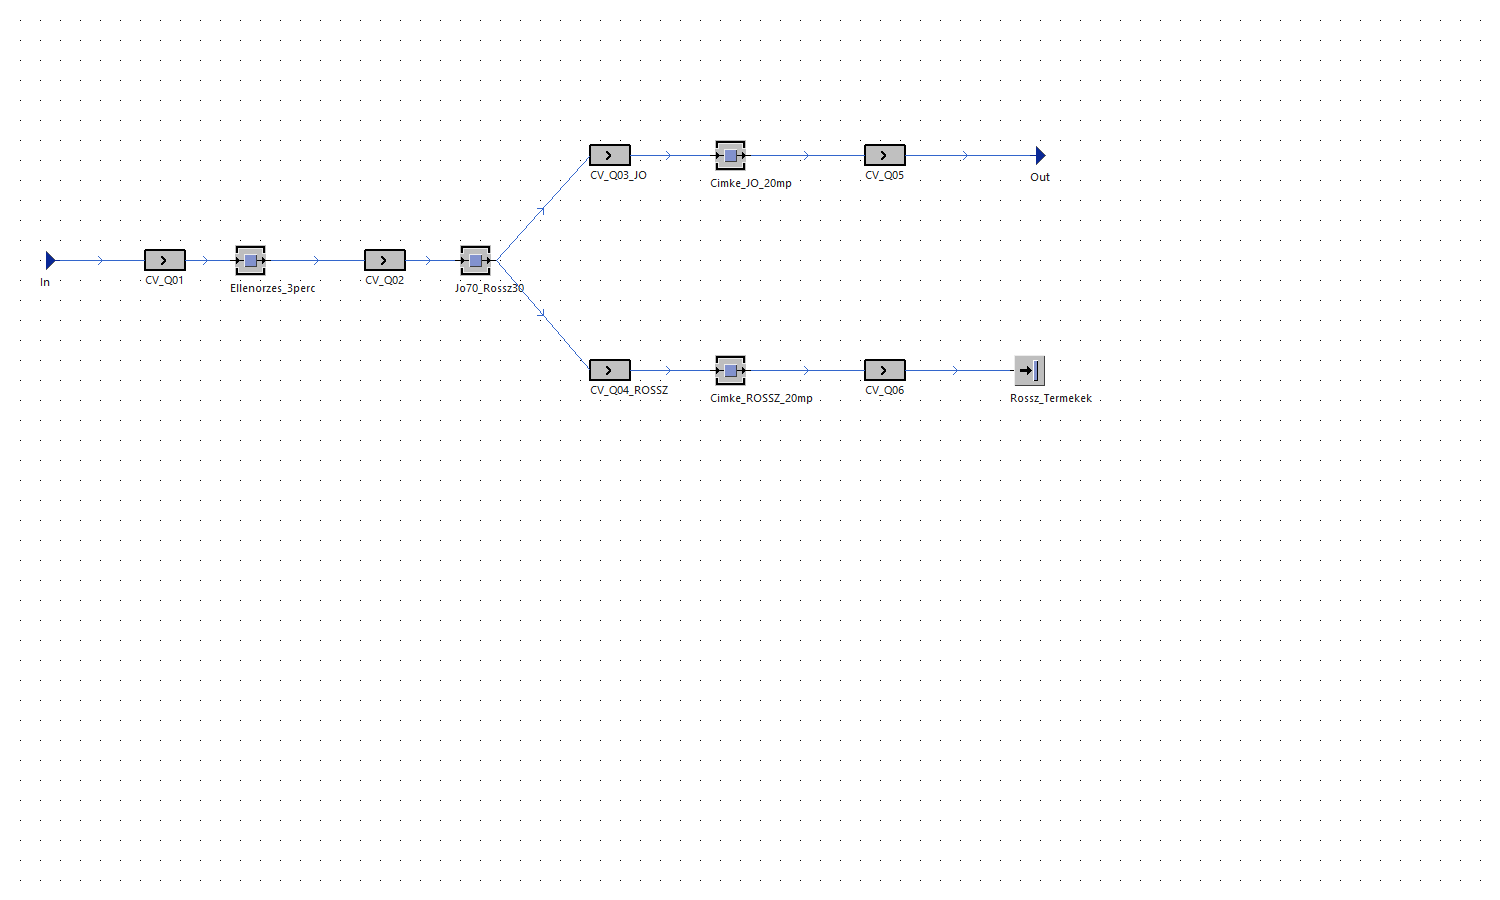 CV_Q03_JO
Cimke_JO_20mp
CV_Q05
Out
In
CV_Q01
Ellenorzes_3perc
CV_Q02
Jo70_Rossz30
CV_Q04_ROSSZ
Cimke_ROSSZ_20mp
CV_Q06
Rossz_Termekek